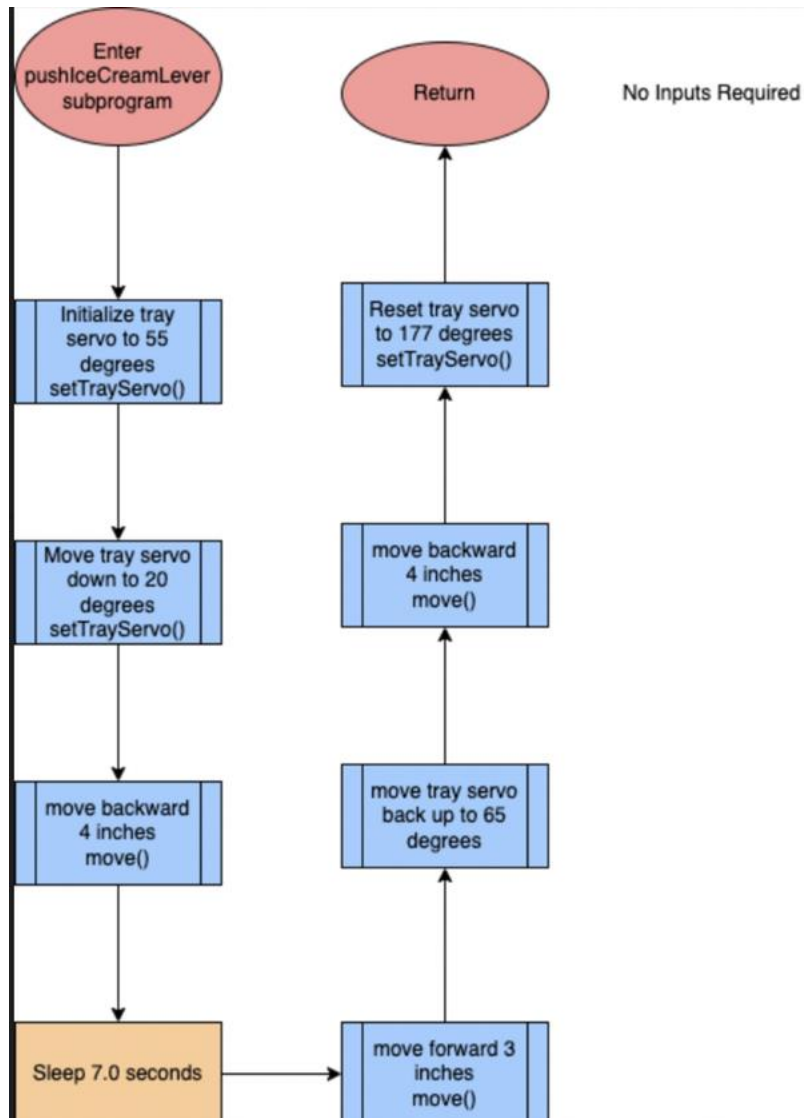 Enter
pushIceCreamLever
subprogram
Initialize tray
servo to 55
degrees
setTrayServo()
Move tray servo
down to 20
degrees
setTrayServo()
move backward
4 inches
move()
Sleep 7.0 seconds
move forward 3
inches
move()
move tray servo
back up to 65
degrees
move backward
4 inches
move()
Reset tray servo
to 177 degrees
setTrayServo()
Return
No Inputs Required